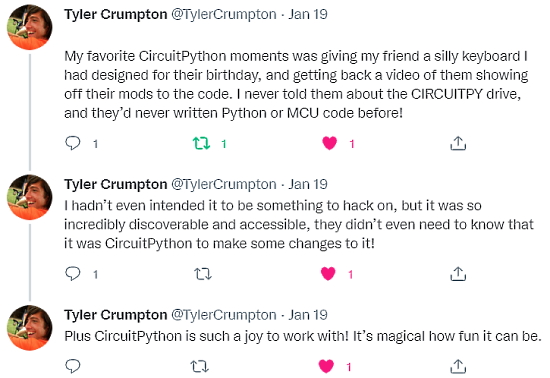 Tyler Crumpton @TylerCrumpton · Jan 19
My favorite CircuitPython moments was giving my friend a silly keyboard I
had designed for their birthday, and getting back a video of them showing
off their mods to the code. I never told them about the CIRCUITPY drive,
and they'd never written Python or MCU code before!
1 1 1
Tyler Crumpton @TylerCrumpton · Jan 19
I hadn't even intended it to be something to hack on, but it was so
incredibly discoverable and accessible, they didn't even need to know that
it was CircuitPython to make some changes to it!
1 1
Tyler Crumpton @TylerCrumpton · Jan 19
Plus CircuitPython is such a joy to work with! It's magical how fun it can be.
1